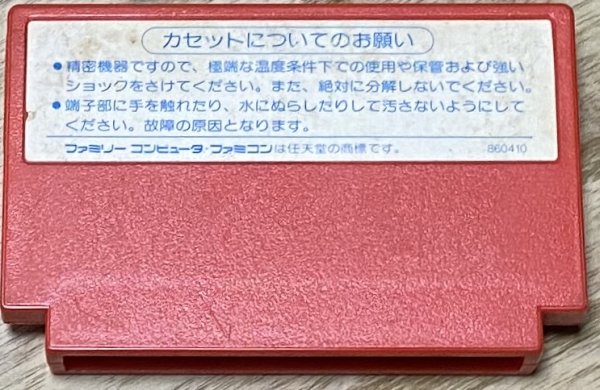 カセットについてのお願い
●精密機器ですので、極端な温度条件下での使用や保管および強い
ショックをさけてください。また、絶対に分解しないでください。
●端子部に手を触れたり、水にぬらしたりして汚さないようにして
ください。故障の原因となります。
ファミリー コンピュータ・ファミコンは任天堂の商標です。 860410